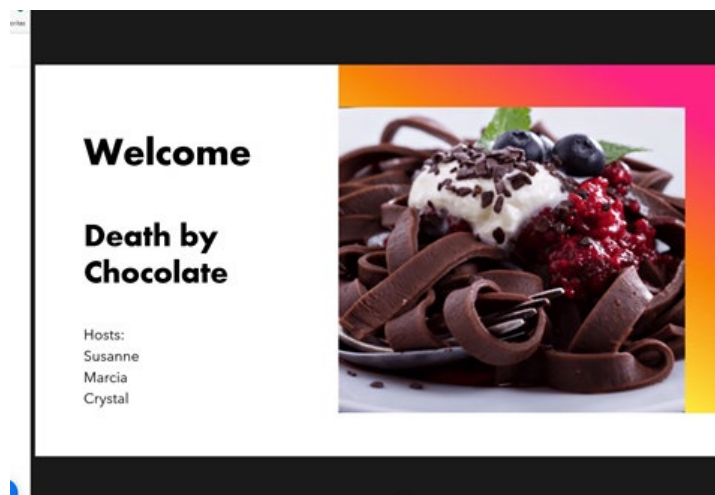 Welcome
Death by
Chocolate
Hosts:
Susanne
Marcia
Crystal